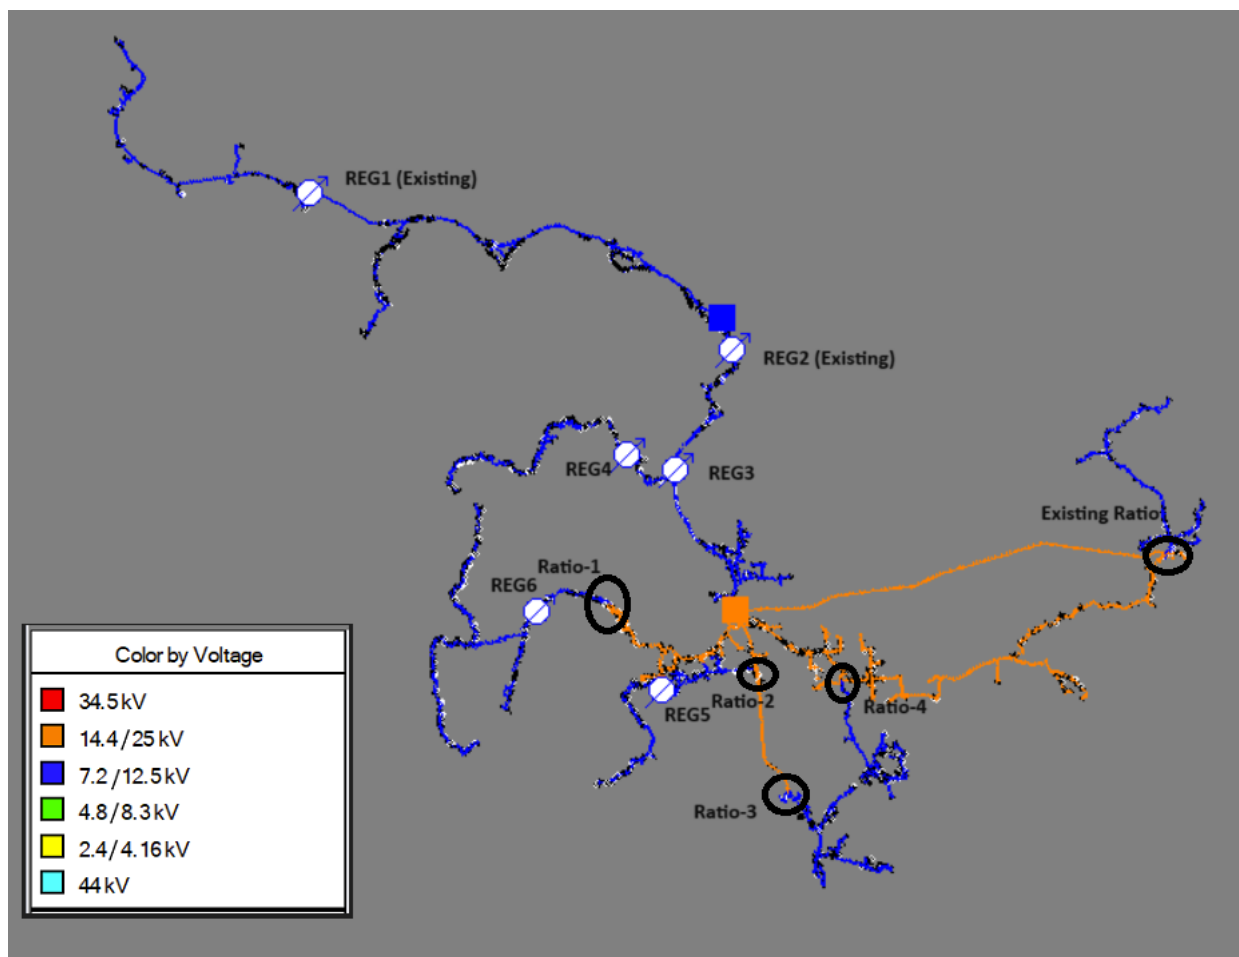 REG1 (Existing)
REG2 (Existing)
REG4
REG3
Existing Ratio
Ratio-1
REG6
REG5
Ratio-2
Ratio-4
Ratio-3
Color by Voltage
34.5 kV
14.4/25 kV
7.2/12.5 kV
4.8/8.3 kV
2.4/4.16 kV
44 kV